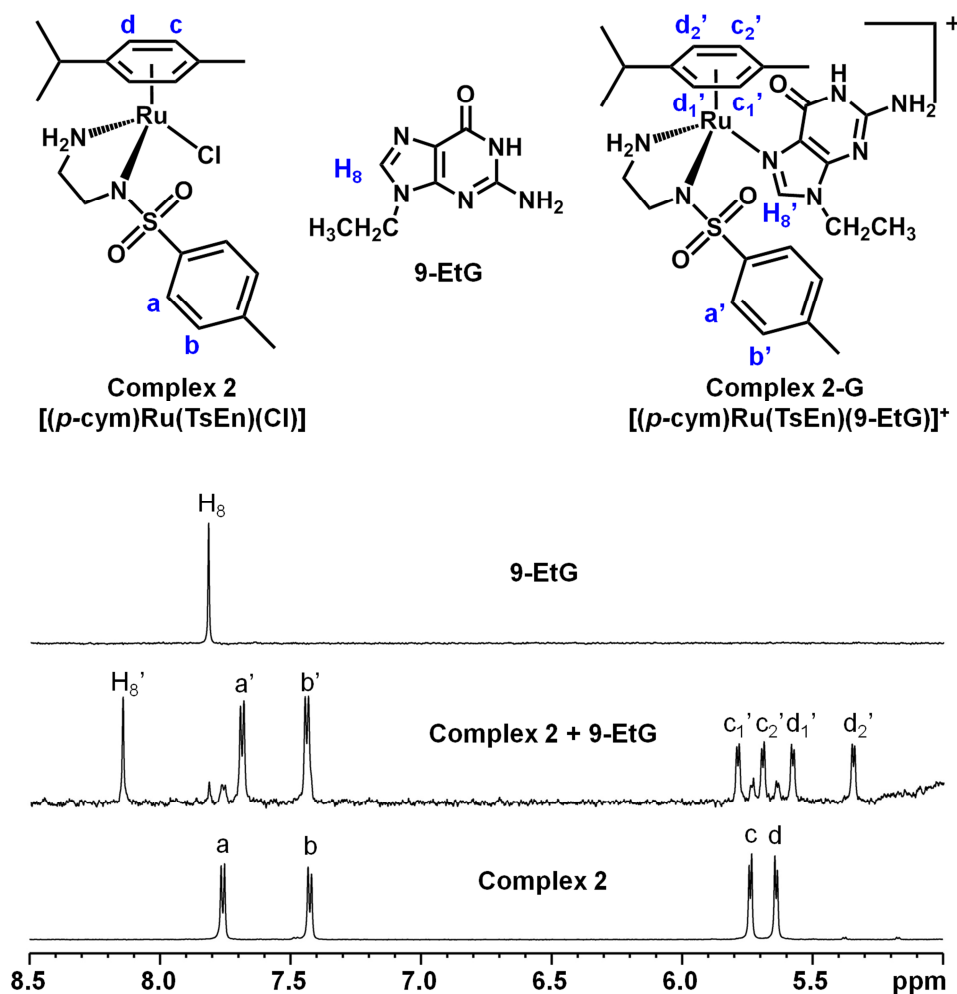 d c
Ru
H2N
Cl
N
S
O
O
a
b
Complex 2
[(p-cym)Ru(TsEn)(Cl)]
O
N
NH
H8
N
N
NH2
CH3CH2C
9-EtG
+
d2' c2'
d1' c1'
O
H
N
NH2
Ru
H2N
N
N
N
N
H8'
CH2CH3
S
O
O
a'
b'
Complex 2-G
[(p-cym)Ru(TsEn)(9-EtG)]+
H8
9-EtG
H8' a' b' c1' c2' d1' d2'
Complex 2 + 9-EtG
a b c d
Complex 2
8.5 8.0 7.5 7.0 6.5 6.0 5.5 ppm